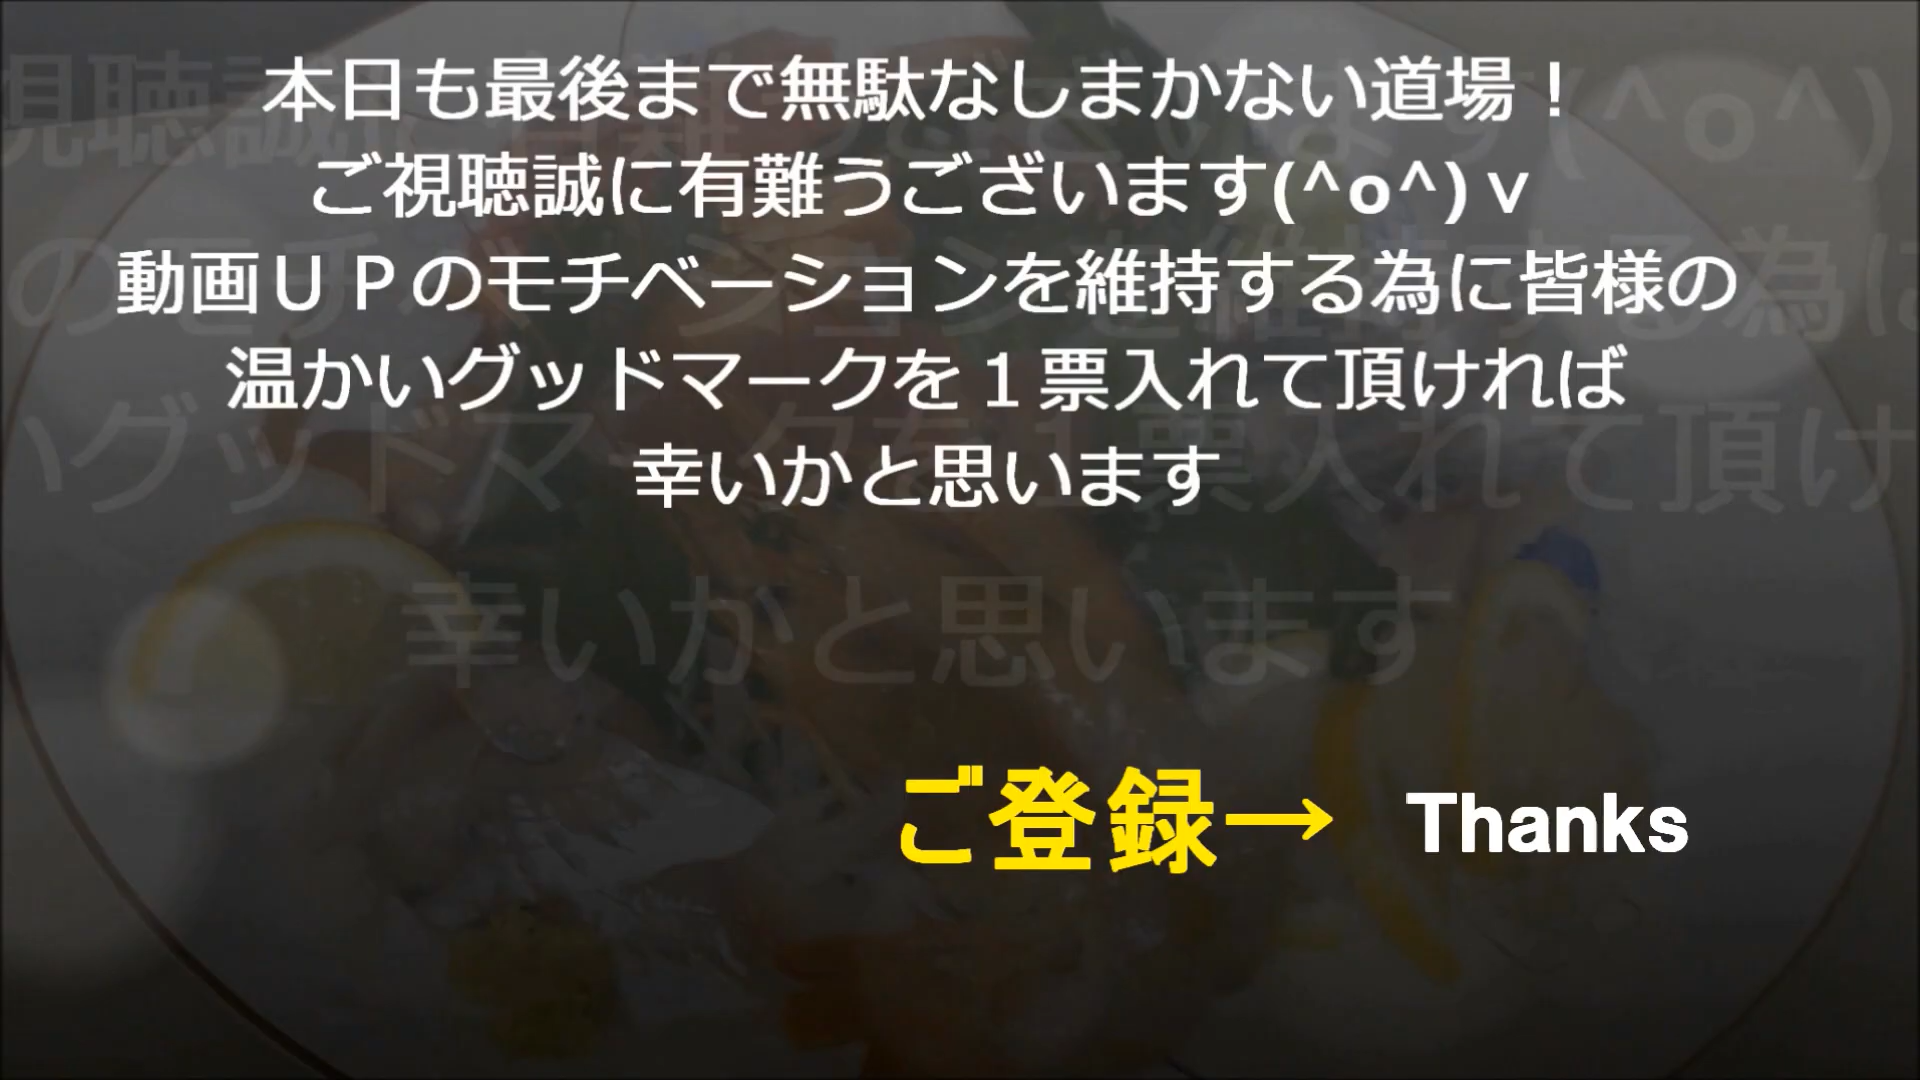 本日も最後まで無駄なしまかない道場！
ご視聴誠に有難うございます(^o^)ｖ
動画ＵＰのモチベーションを維持する為に皆様の
温かいグッドマークを１票入れて頂ければ
幸いかと思います
ご登録→ Thanks